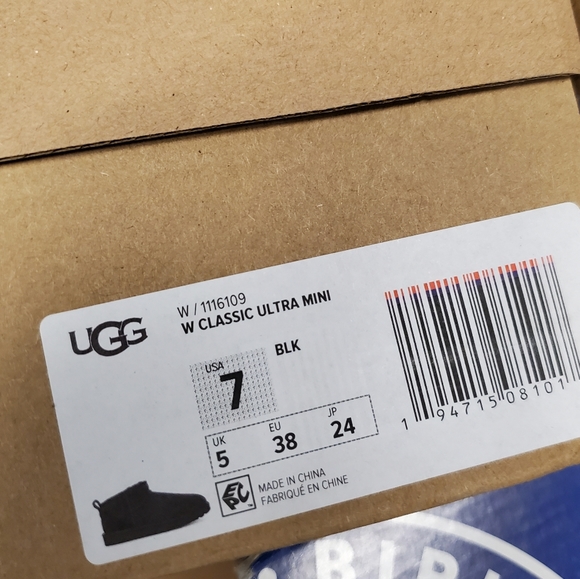 UGG
W / 1116109
W CLASSIC ULTRA MINI
BLK
USA
7
UK
5
EU
38
JP
24
EPC
MADE IN CHINA
FABRIQUÉ EN CHINE
1 94715 08101